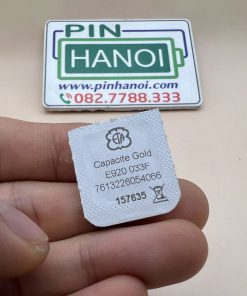 PIN
HANOI
www.pinhanoi.com
082.7788.333
ETA
Capacite Gold
E920 033F
7613226054066
157635